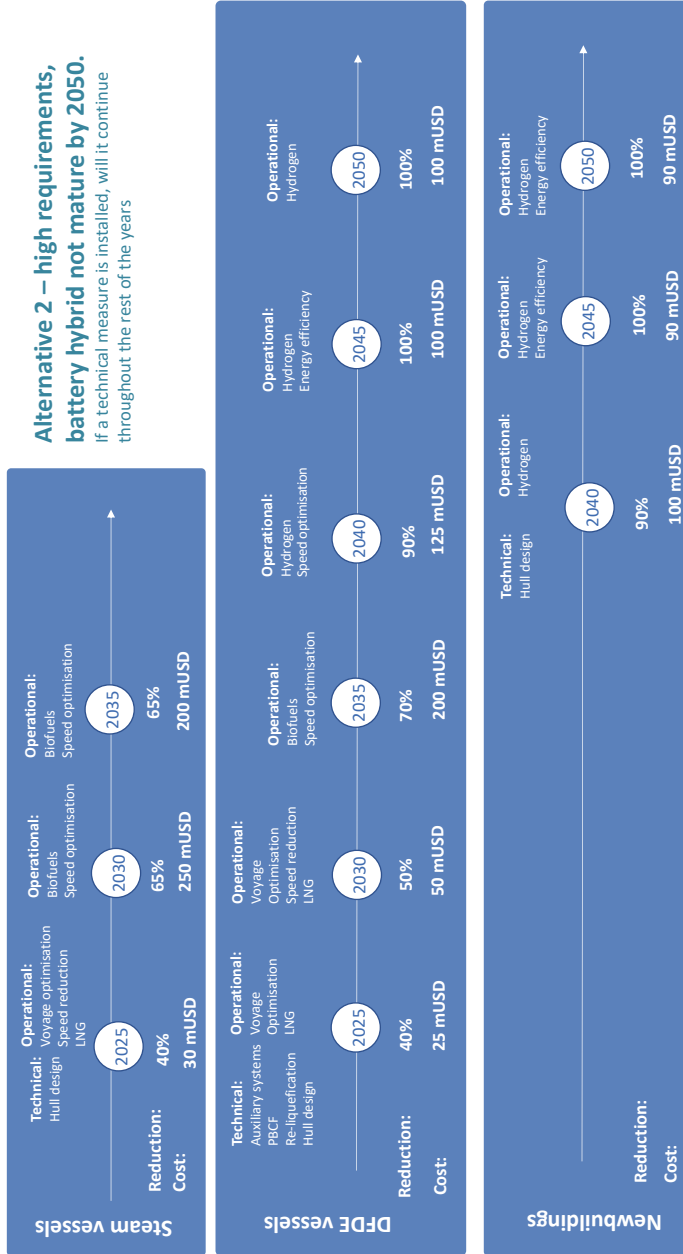 Alternative 2 – high requirements,
battery hybrid not mature by 2050.
If a technical measure is installed, will it continue
throughout the rest of the years
Steam vessels
Technical:
Hull design
Operational:
Voyage optimisation
Speed reduction
LNG
2025
40%
30 mUSD
Operational:
Biofuels
Speed optimisation
2030
65%
250 mUSD
Operational:
Biofuels
Speed optimisation
2035
65%
200 mUSD
Reduction:
Cost:
DFDE vessels
Technical:
Auxiliary systems
PBCF
Re-liquefication
Hull design
Operational:
Voyage
Optimisation
LNG
2025
40%
25 mUSD
Operational:
Voyage
Optimisation
Speed reduction
LNG
2030
50%
50 mUSD
Operational:
Biofuels
Speed optimisation
2035
70%
200 mUSD
Operational:
Hydrogen
Speed optimisation
2040
90%
125 mUSD
Operational:
Hydrogen
Energy efficiency
2045
100%
100 mUSD
Operational:
Hydrogen
2050
100%
100 mUSD
Reduction:
Cost:
Newbuildings
Technical:
Hull design
Operational:
Hydrogen
2040
90%
100 mUSD
Operational:
Hydrogen
Energy efficiency
2045
100%
90 mUSD
Operational:
Hydrogen
Energy efficiency
2050
100%
90 mUSD
Reduction:
Cost: